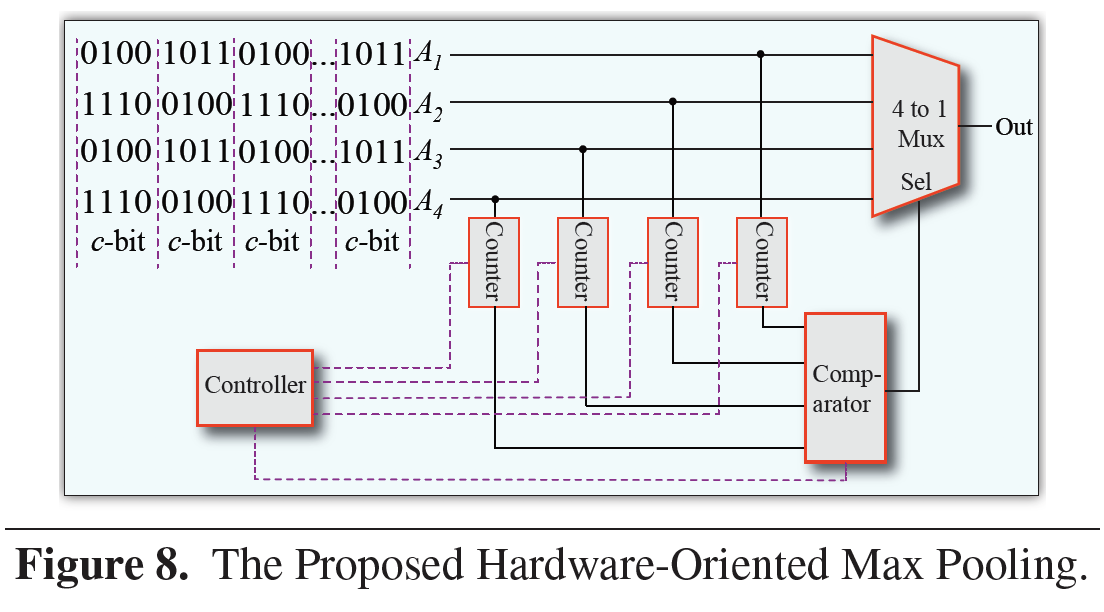 0100 1011 0100 ... 1011 A1
1110 0100 1110 ... 0100 A2
0100 1011 0100 ... 1011 A3
1110 0100 1110 ... 0100 A4
c-bit c-bit c-bit c-bit
4 to 1
Mux
Sel
Out
Counter
Counter
Counter
Counter
Controller
Comp-
arator
Figure 8. The Proposed Hardware-Oriented Max Pooling.